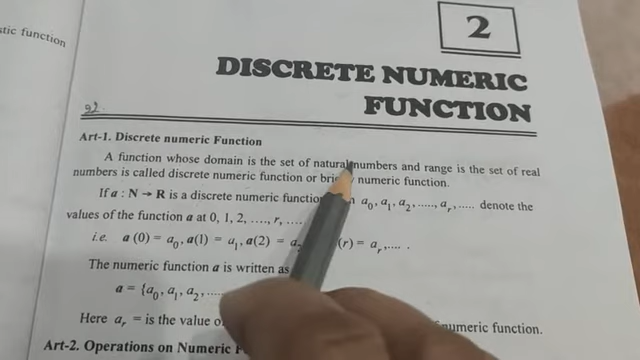 tic function
2
DISCRETE NUMERIC
FUNCTION
92
Art-1. Discrete numeric Function
A function whose domain is the set of natural numbers and range is the set of real
numbers is called discrete numeric function or numeric function.
If a : N → R is a discrete numeric a₀, a₁, a₂, ....., aᵣ, ..... denote the
values of the function a at 0, 1, 2, ...., r, ....
i.e. a (0) = a₀, a(1) = a₁, a(2) = (r) = aᵣ,.... .
The numeric function a is written as
a = {a₀, a₁, a₂, .....
Here aᵣ = is the value numeric function.
Art-2. Operations on Numeric